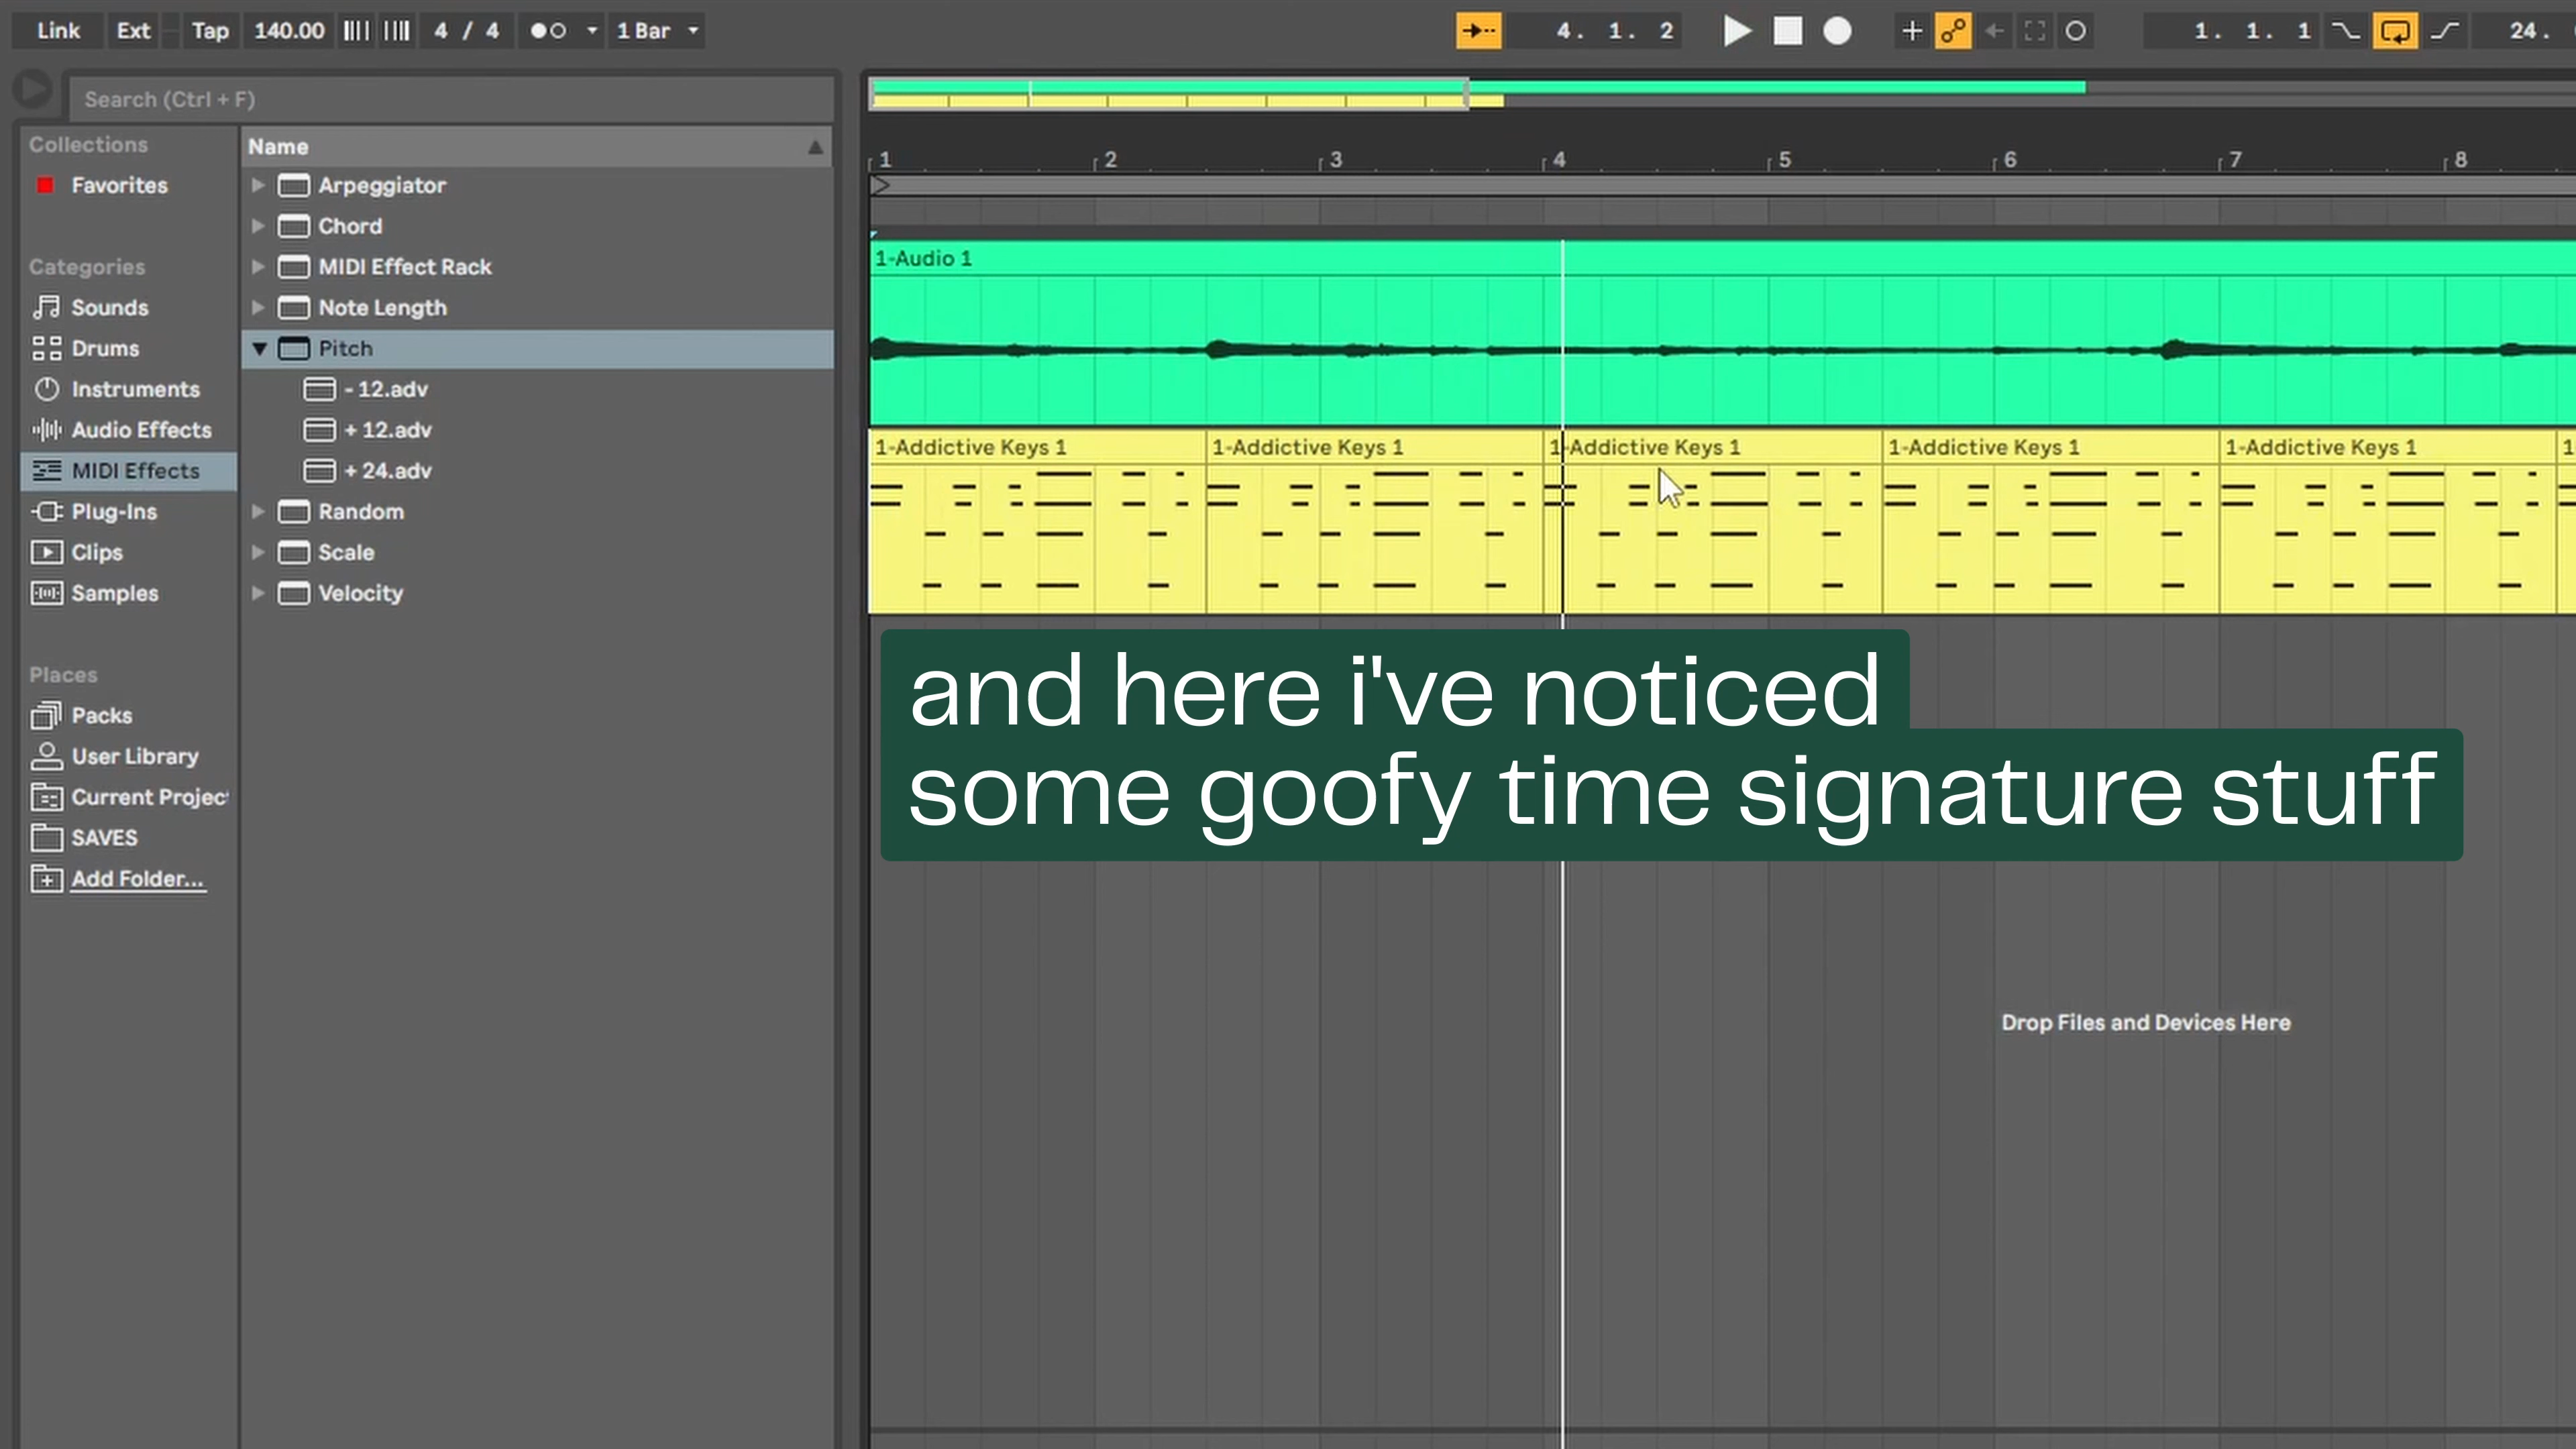 Link Ext Tap 140.00 4 / 4 1 Bar 4. 1. 2 1. 1. 1 24.
Search (Ctrl + F)
Collections
Favorites
Categories
Sounds
Drums
Instruments
Audio Effects
MIDI Effects
Plug-Ins
Clips
Samples
Places
Packs
User Library
Current Projec
SAVES
Add Folder...
Name
Arpeggiator
Chord
MIDI Effect Rack
Note Length
Pitch
- 12.adv
+ 12.adv
+ 24.adv
Random
Scale
Velocity
1 2 3 4 5 6 7 8
1-Audio 1
1-Addictive Keys 1 1-Addictive Keys 1 1-Addictive Keys 1 1-Addictive Keys 1 1-Addictive Keys 1 1
and here i've noticed
some goofy time signature stuff
Drop Files and Devices Here